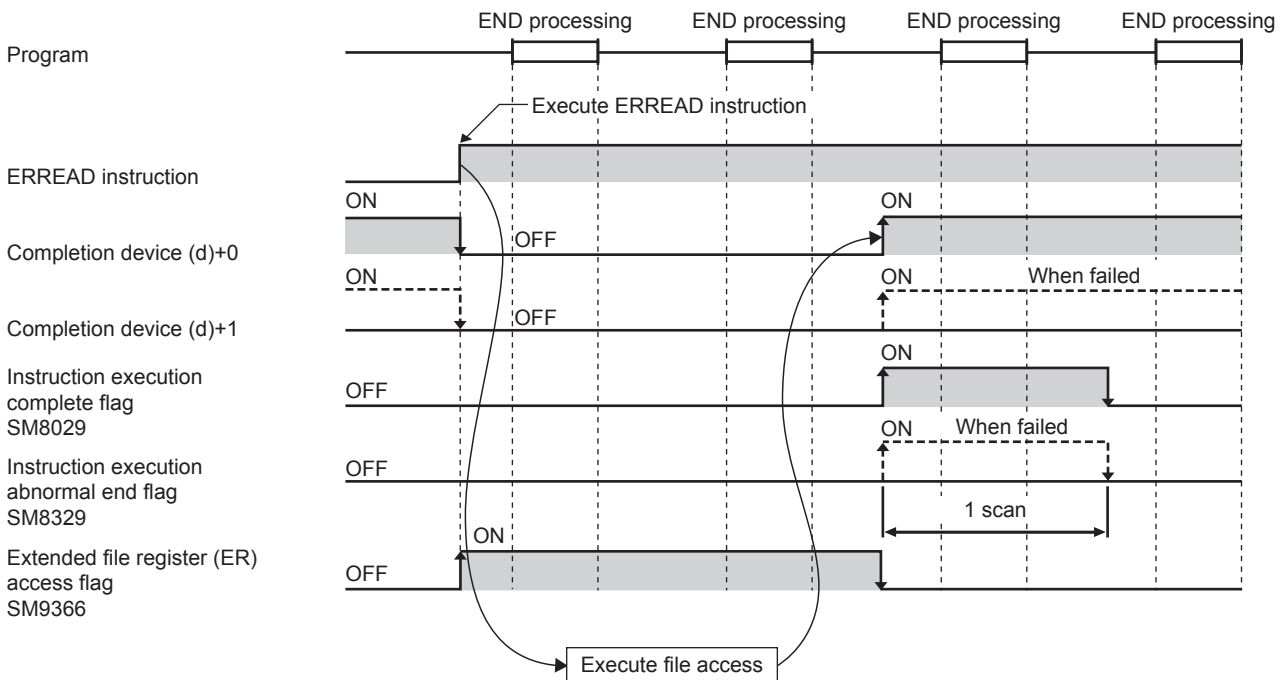 END processing END processing END processing END processing
Program
Execute ERREAD instruction
ERREAD instruction
ON ON
Completion device (d)+0
OFF
ON ON When failed
Completion device (d)+1
OFF
ON
Instruction execution
complete flag
SM8029
OFF
ON When failed
Instruction execution
abnormal end flag
SM8329
OFF
1 scan
ON
Extended file register (ER)
access flag
SM9366
OFF
Execute file access